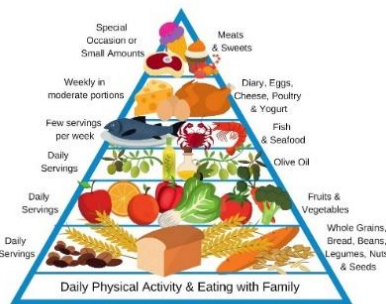 Special
Occasion or
Small Amounts
Meats
& Sweets
Weekly in
moderate portions
Diary, Eggs,
Cheese, Poultry
& Yogurt
Few servings
per week
Fish
& Seafood
Daily
Servings
Olive Oil
Daily
Servings
Fruits &
Vegetables
Daily
Servings
Whole Grains,
Bread, Beans,
Legumes, Nuts
& Seeds
Daily Physical Activity & Eating with Family